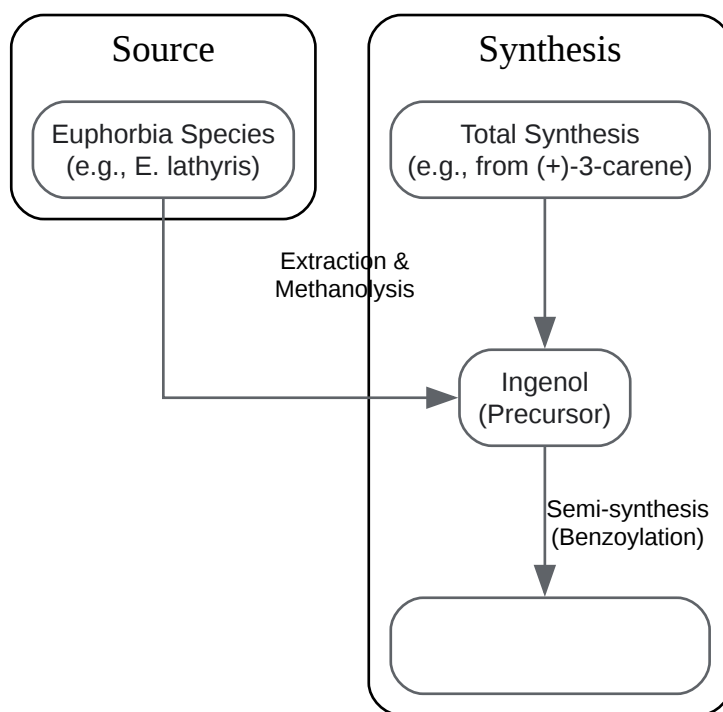 Source
Euphorbia Species
(e.g., E. lathyris)
Synthesis
Total Synthesis
(e.g., from (+)-3-carene)
Extraction &
Methanolysis
Ingenol
(Precursor)
Semi-synthesis
(Benzoylation)